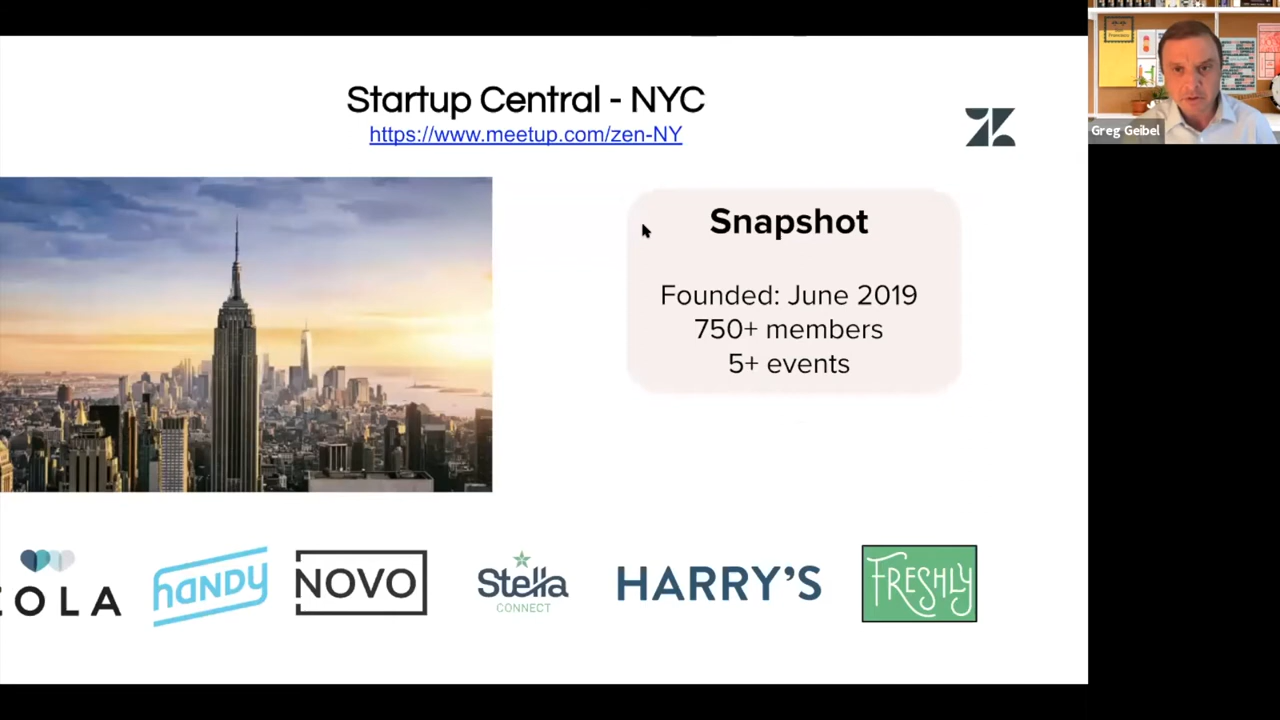 Startup Central - NYC
https://www.meetup.com/zen-NY
Greg Geibel
Snapshot
Founded: June 2019
750+ members
5+ events
ZOLA
handy
NOVO
Stella
CONNECT
HARRY'S
FRESHLY